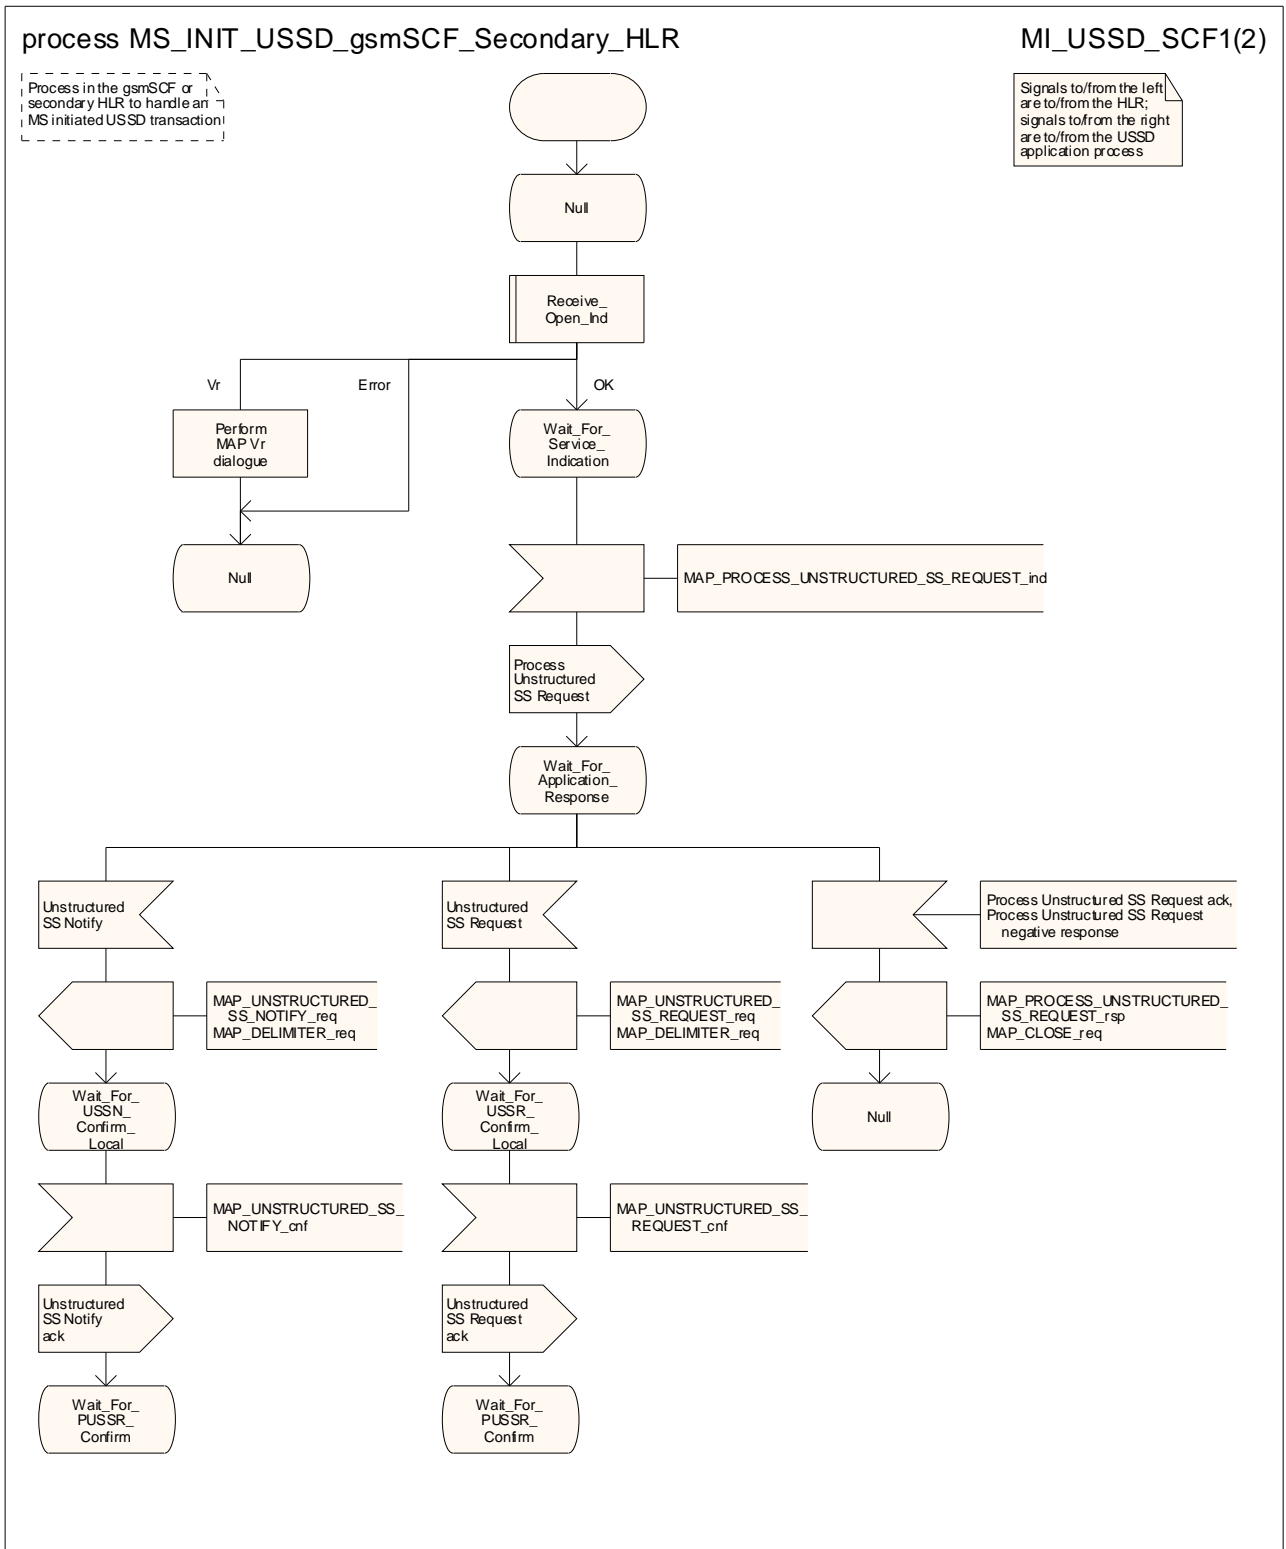 process MS_INIT_USSD_gsmSCF_Secondary_HLR
MI_USSD_SCF1(2)
Process in the gsmSCF or
secondary HLR to handle an
MS initiated USSD transaction
Signals to/from the left
are to/from the HLR;
signals to/from the right
are to/from the USSD
application process
Null
Receive_
Open_Ind
Vr
Error
OK
Perform
MAP Vr
dialogue
Wait_For_
Service_
Indication
Null
MAP_PROCESS_UNSTRUCTURED_SS_REQUEST_ind
Process
Unstructured
SS Request
Wait_For_
Application_
Response
Unstructured
SS Notify
Unstructured
SS Request
Process Unstructured SS Request ack,
Process Unstructured SS Request
negative response
MAP_UNSTRUCTURED_
SS_NOTIFY_req
MAP_DELIMITER_req
MAP_UNSTRUCTURED_
SS_REQUEST_req
MAP_DELIMITER_req
MAP_PROCESS_UNSTRUCTURED_
SS_REQUEST_rsp
MAP_CLOSE_req
Wait_For_
USSN_
Confirm_
Local
Wait_For_
USSR_
Confirm_
Local
Null
MAP_UNSTRUCTURED_SS_
NOTIFY_cnf
MAP_UNSTRUCTURED_SS_
REQUEST_cnf
Unstructured
SS Notify
ack
Unstructured
SS Request
ack
Wait_For_
PUSSR_
Confirm
Wait_For_
PUSSR_
Confirm